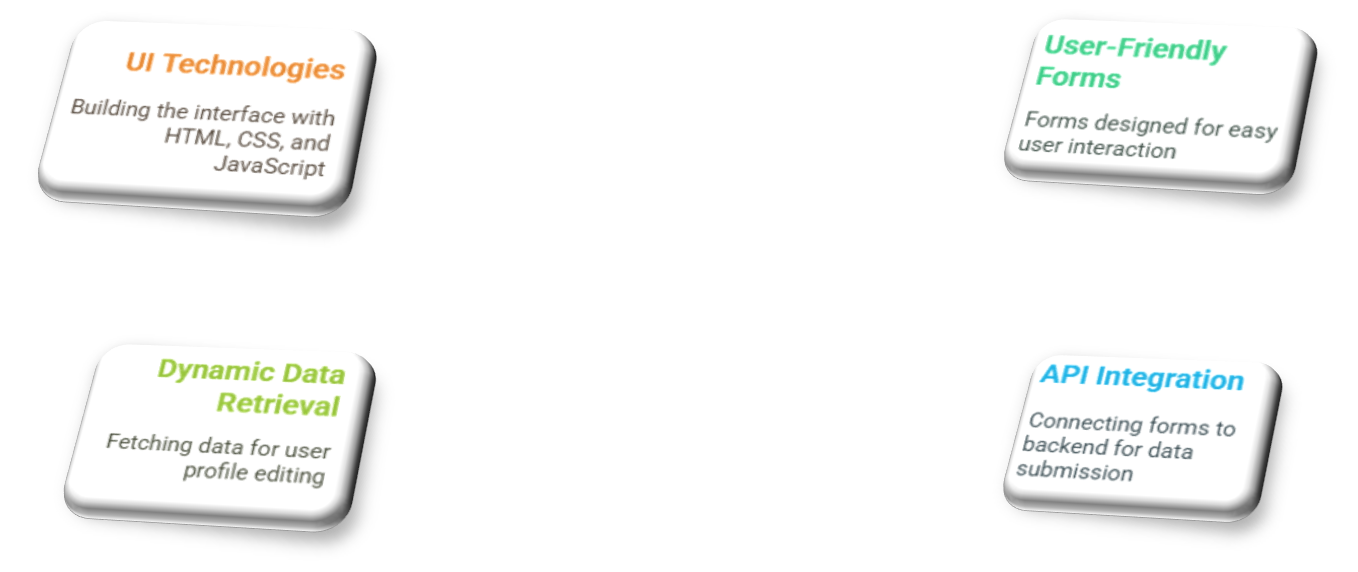 UI Technologies
Building the interface with
HTML, CSS, and
JavaScript
User-Friendly
Forms
Forms designed for easy
user interaction
Dynamic Data
Retrieval
Fetching data for user
profile editing
API Integration
Connecting forms to
backend for data
submission